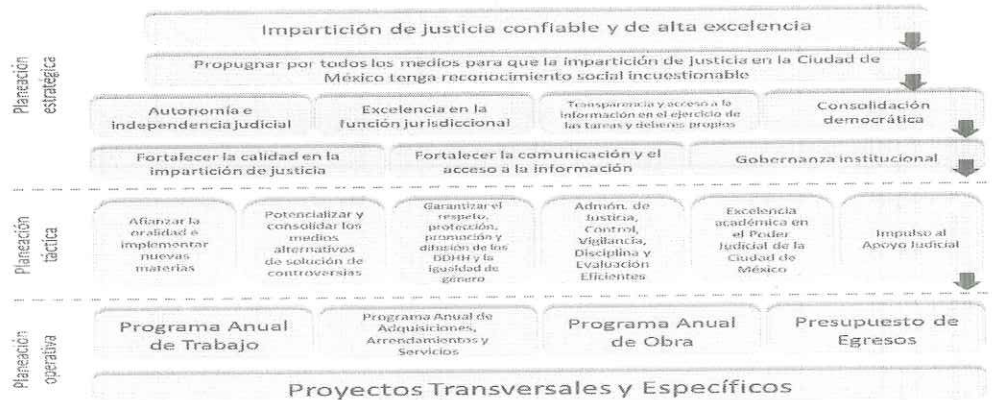 Planeación
estratégica
Impartición de justicia confiable y de alta excelencia
Propugnar por todos los medios para que la impartición de justicia en la Ciudad de
México tenga reconocimiento social incuestionable
Autonomía e
independencia judicial
Excelencia en la
función jurisdiccional
Transparencia y acceso a la
información en el ejercicio de
las tareas y deberes propios
Consolidación
democrática
Fortalecer la calidad en la
impartición de justicia
Fortalecer la comunicación y el
acceso a la información
Gobernanza institucional
Planeación
táctica
Afianzar la
oralidad e
implementar
nuevas
materias
Potencializar y
consolidar los
medios
alternativos
de solución de
controversias
Garantizar el
respeto,
protección,
promoción y
difusión de los
DDHH y la
igualdad de
género
Admón. de
Justicia,
Control,
Vigilancia,
Disciplina y
Evaluación
Eficientes
Excelencia
académica en
el Poder
Judicial de la
Ciudad de
México
Impulso al
Apoyo Judicial
Planeación
operativa
Programa Anual
de Trabajo
Programa Anual de
Adquisiciones,
Arrendamientos y
Servicios
Programa Anual
de Obra
Presupuesto de
Egresos
Proyectos Transversales y Específicos